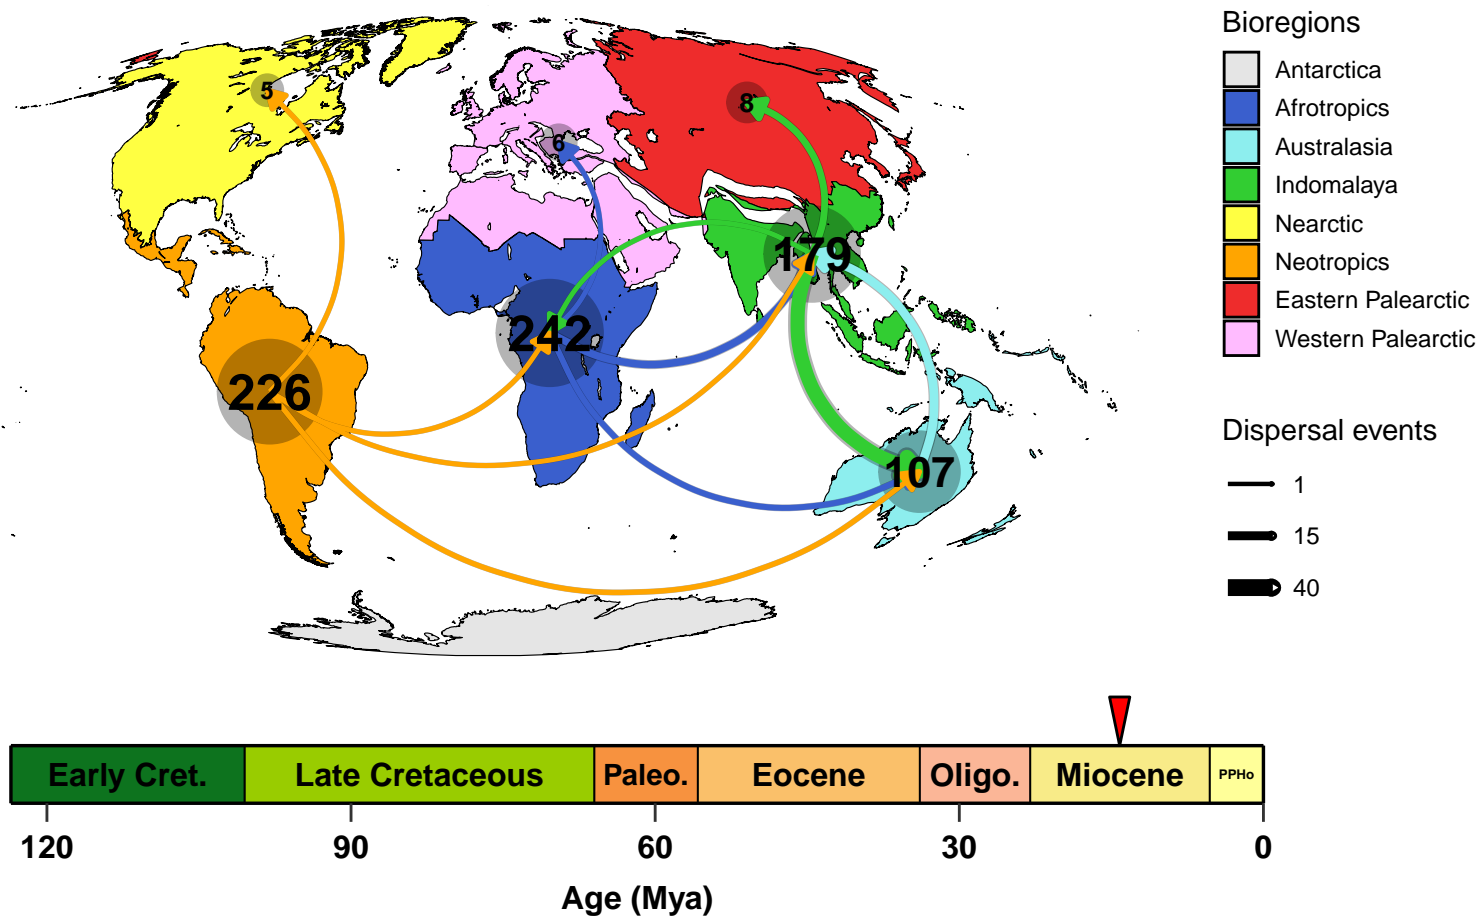 Bioregions
Antarctica
Afrotropics
Australasia
Indomalaya
Nearctic
Neotropics
Eastern Palearctic
Western Palearctic
Dispersal events
1
15
40
5
8
6
179
242
226
107
Early Cret.
Late Cretaceous
Paleo.
Eocene
Oligo.
Miocene
PPHo
120
90
60
30
0
Age (Mya)